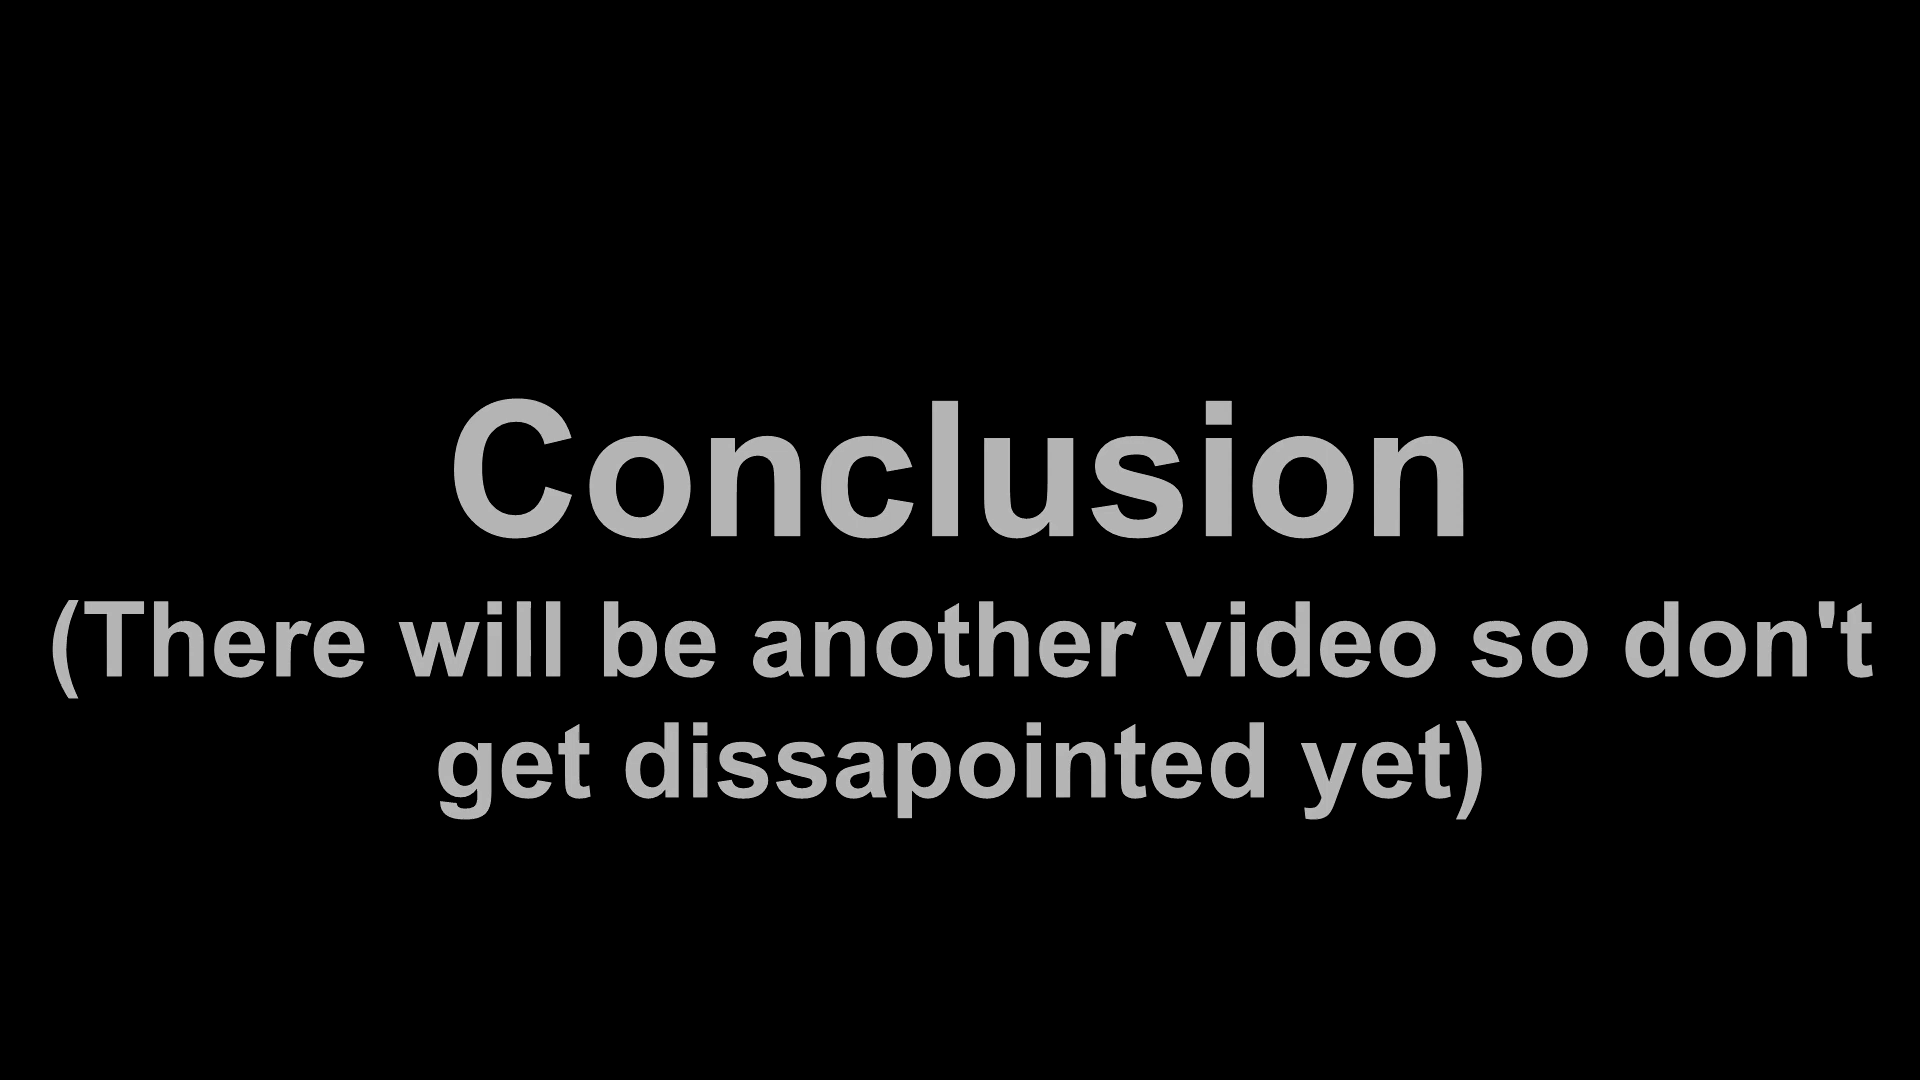 Conclusion
(There will be another video so don't
get dissapointed yet)